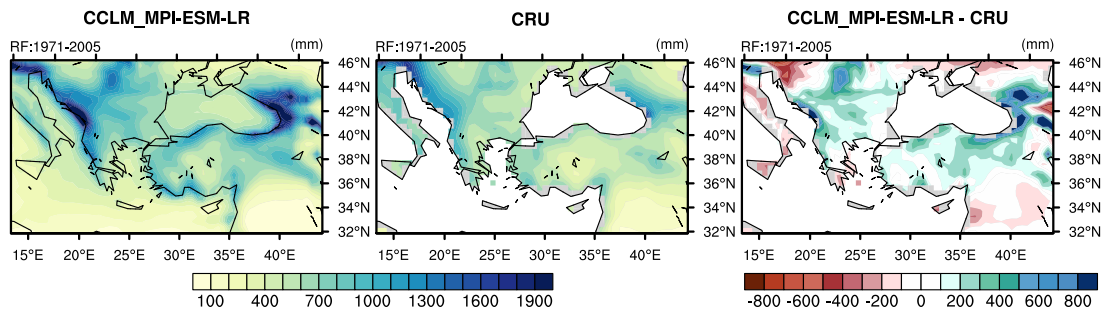 CCLM_MPI-ESM-LR CRU CCLM_MPI-ESM-LR - CRU
RF:1971-2005 (mm) RF:1971-2005 (mm) RF:1971-2005 (mm)
46°N 46°N 46°N
44°N 44°N 44°N
42°N 42°N 42°N
40°N 40°N 40°N
38°N 38°N 38°N
36°N 36°N 36°N
34°N 34°N 34°N
32°N 32°N 32°N
15°E 20°E 25°E 30°E 35°E 40°E 15°E 20°E 25°E 30°E 35°E 40°E 15°E 20°E 25°E 30°E 35°E 40°E
100 400 700 1000 1300 1600 1900 -800 -600 -400 -200 0 200 400 600 800